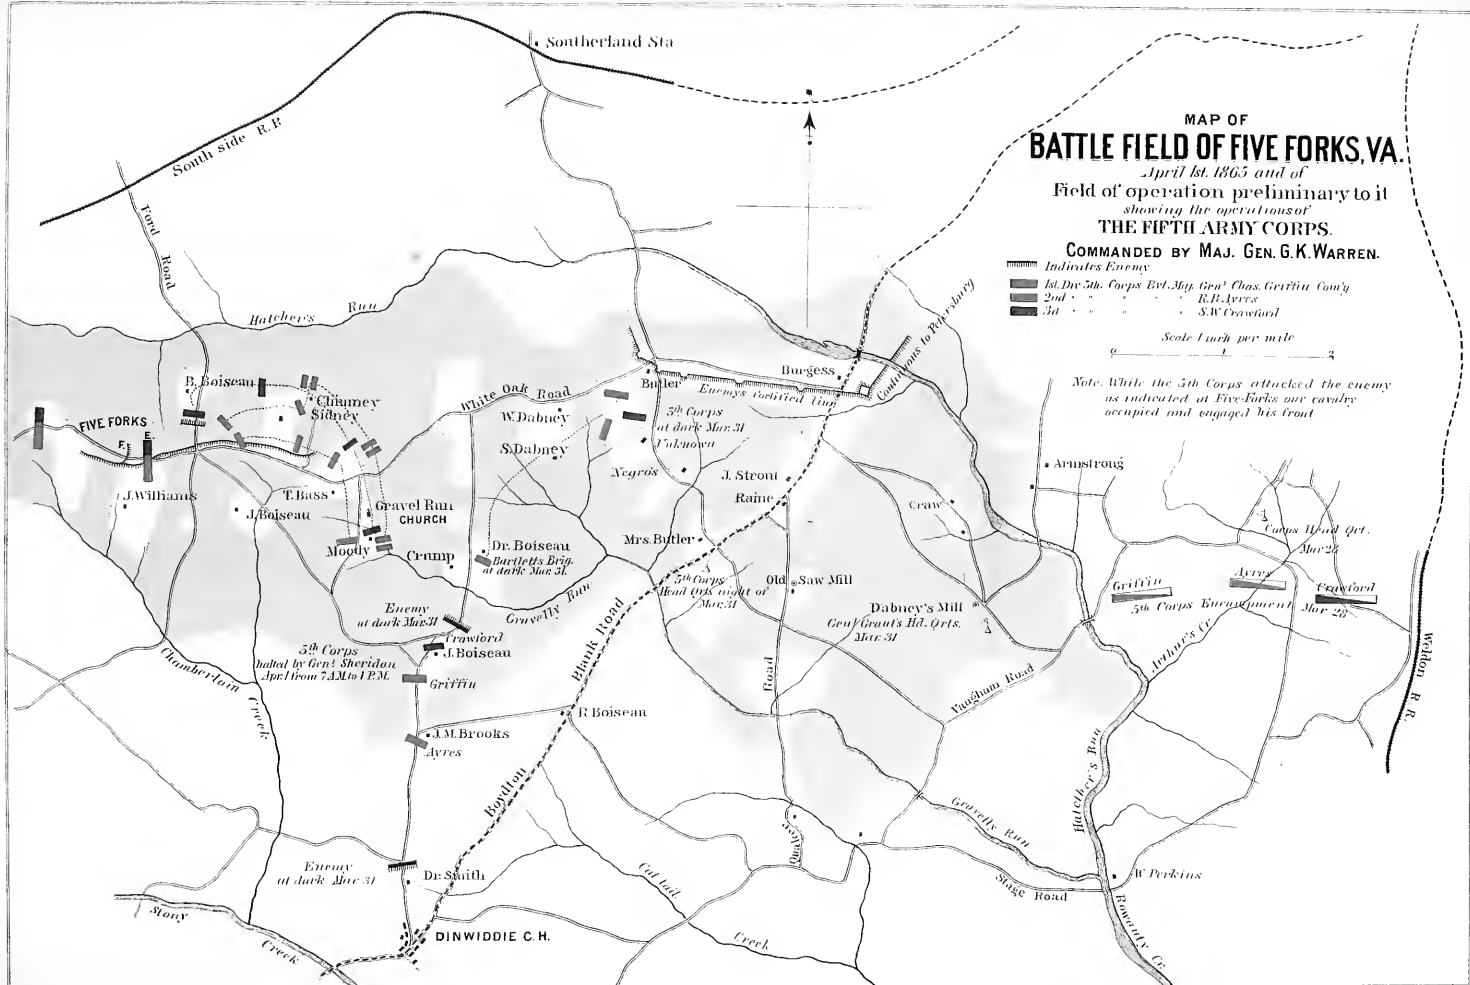 MAP OF
BATTLE FIELD OF FIVE FORKS, VA.
April 1st. 1865 and of
Field of operation preliminary to it
showing the operations of
THE FIFTH ARMY CORPS.
COMMANDED BY MAJ. GEN. G. K. WARREN.
Indicates Enemy
1st. Div 5th. Corps Bvt. Maj. Genl Chas. Griffin Com'g
2nd " " " " R. B. Ayres
3d " " " " S. W. Crawford
Scale 1 inch per mile
0 1 2
Note. While the 5th Corps attacked the enemy
as indicated at Five-Forks our cavalry
occupied and engaged his front
Southerland Sta
South side R. R
Ford Road
Hatcher's Run
B. Boiseau
Chimney
Sidney
FIVE FORKS
F.
E.
White Oak Road
Butler
Burgess
Enemys fortified line
Continuous to Petersburg
W. Dabney
S. Dabney
5th Corps
at dark Mar. 31
Unknown
Negros
J. Stront
Raine
Armstrong
Craw
J. Williams
T. Bass
J. Boiseau
Gravel Run
CHURCH
Moody
Crump
Dr. Boiseau
Bartletts Brig.
at dark Mar. 31.
Mrs. Butler
Corps Head Qrt.
Mar 28
5th Corps
Head Qrts night of
Mar. 31
Old Saw Mill
Griffin
Ayres
Crawford
5th Corps Encampment Mar 28
Dabney's Mill
Genl Grant's Hd. Qrts.
Mar. 31
Enemy
at dark Mar 31
Gravelly Run
Crawford
J. Boiseau
5th Corps
halted by Genl Sheridan
Apr. 1 from 7 A.M. to 1 P.M.
Griffin
Chamberlain Creek
Boydton Plank Road
R Boiseau
J. M. Brooks
Ayres
Quaker Road
Vaugham Road
Arthur's Cr.
Weldon R. R.
Hatcher's Run
Gravelly Run
Stage Road
W Perkins
Rowanty Cr.
Enemy
at dark Mar 31
Dr. Smith
Cat tail Creek
Stony Creek
DINWIDDIE C. H.